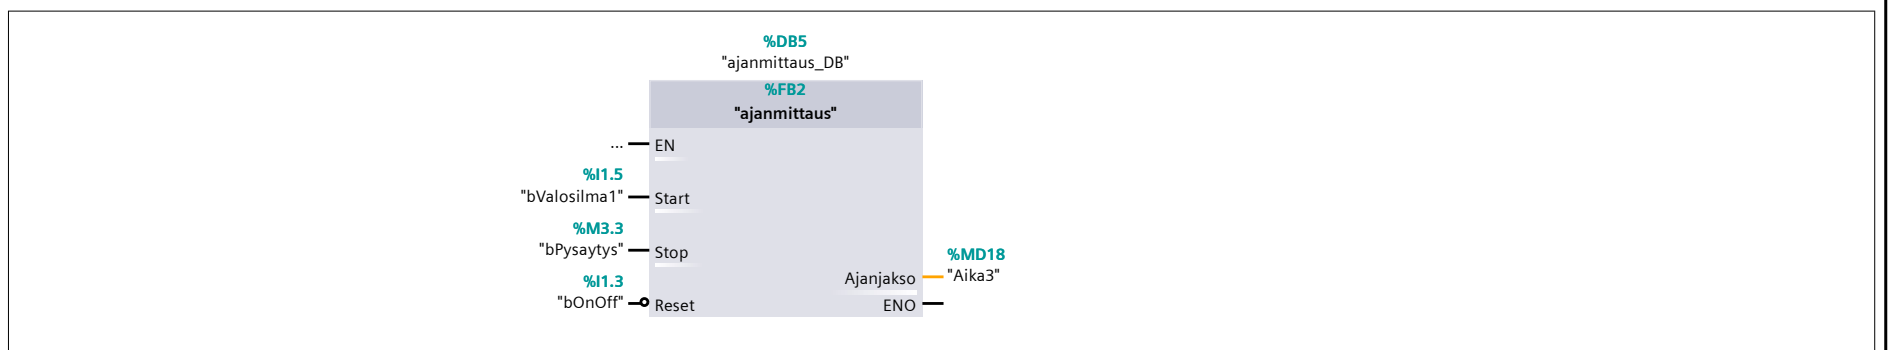 %DB5
"ajanmittaus_DB"
%FB2
"ajanmittaus"
... EN
%I1.5
"bValosilma1" Start
%M3.3
"bPysaytys" Stop
%MD18
Ajanjakso "Aika3"
%I1.3
"bOnOff" Reset ENO